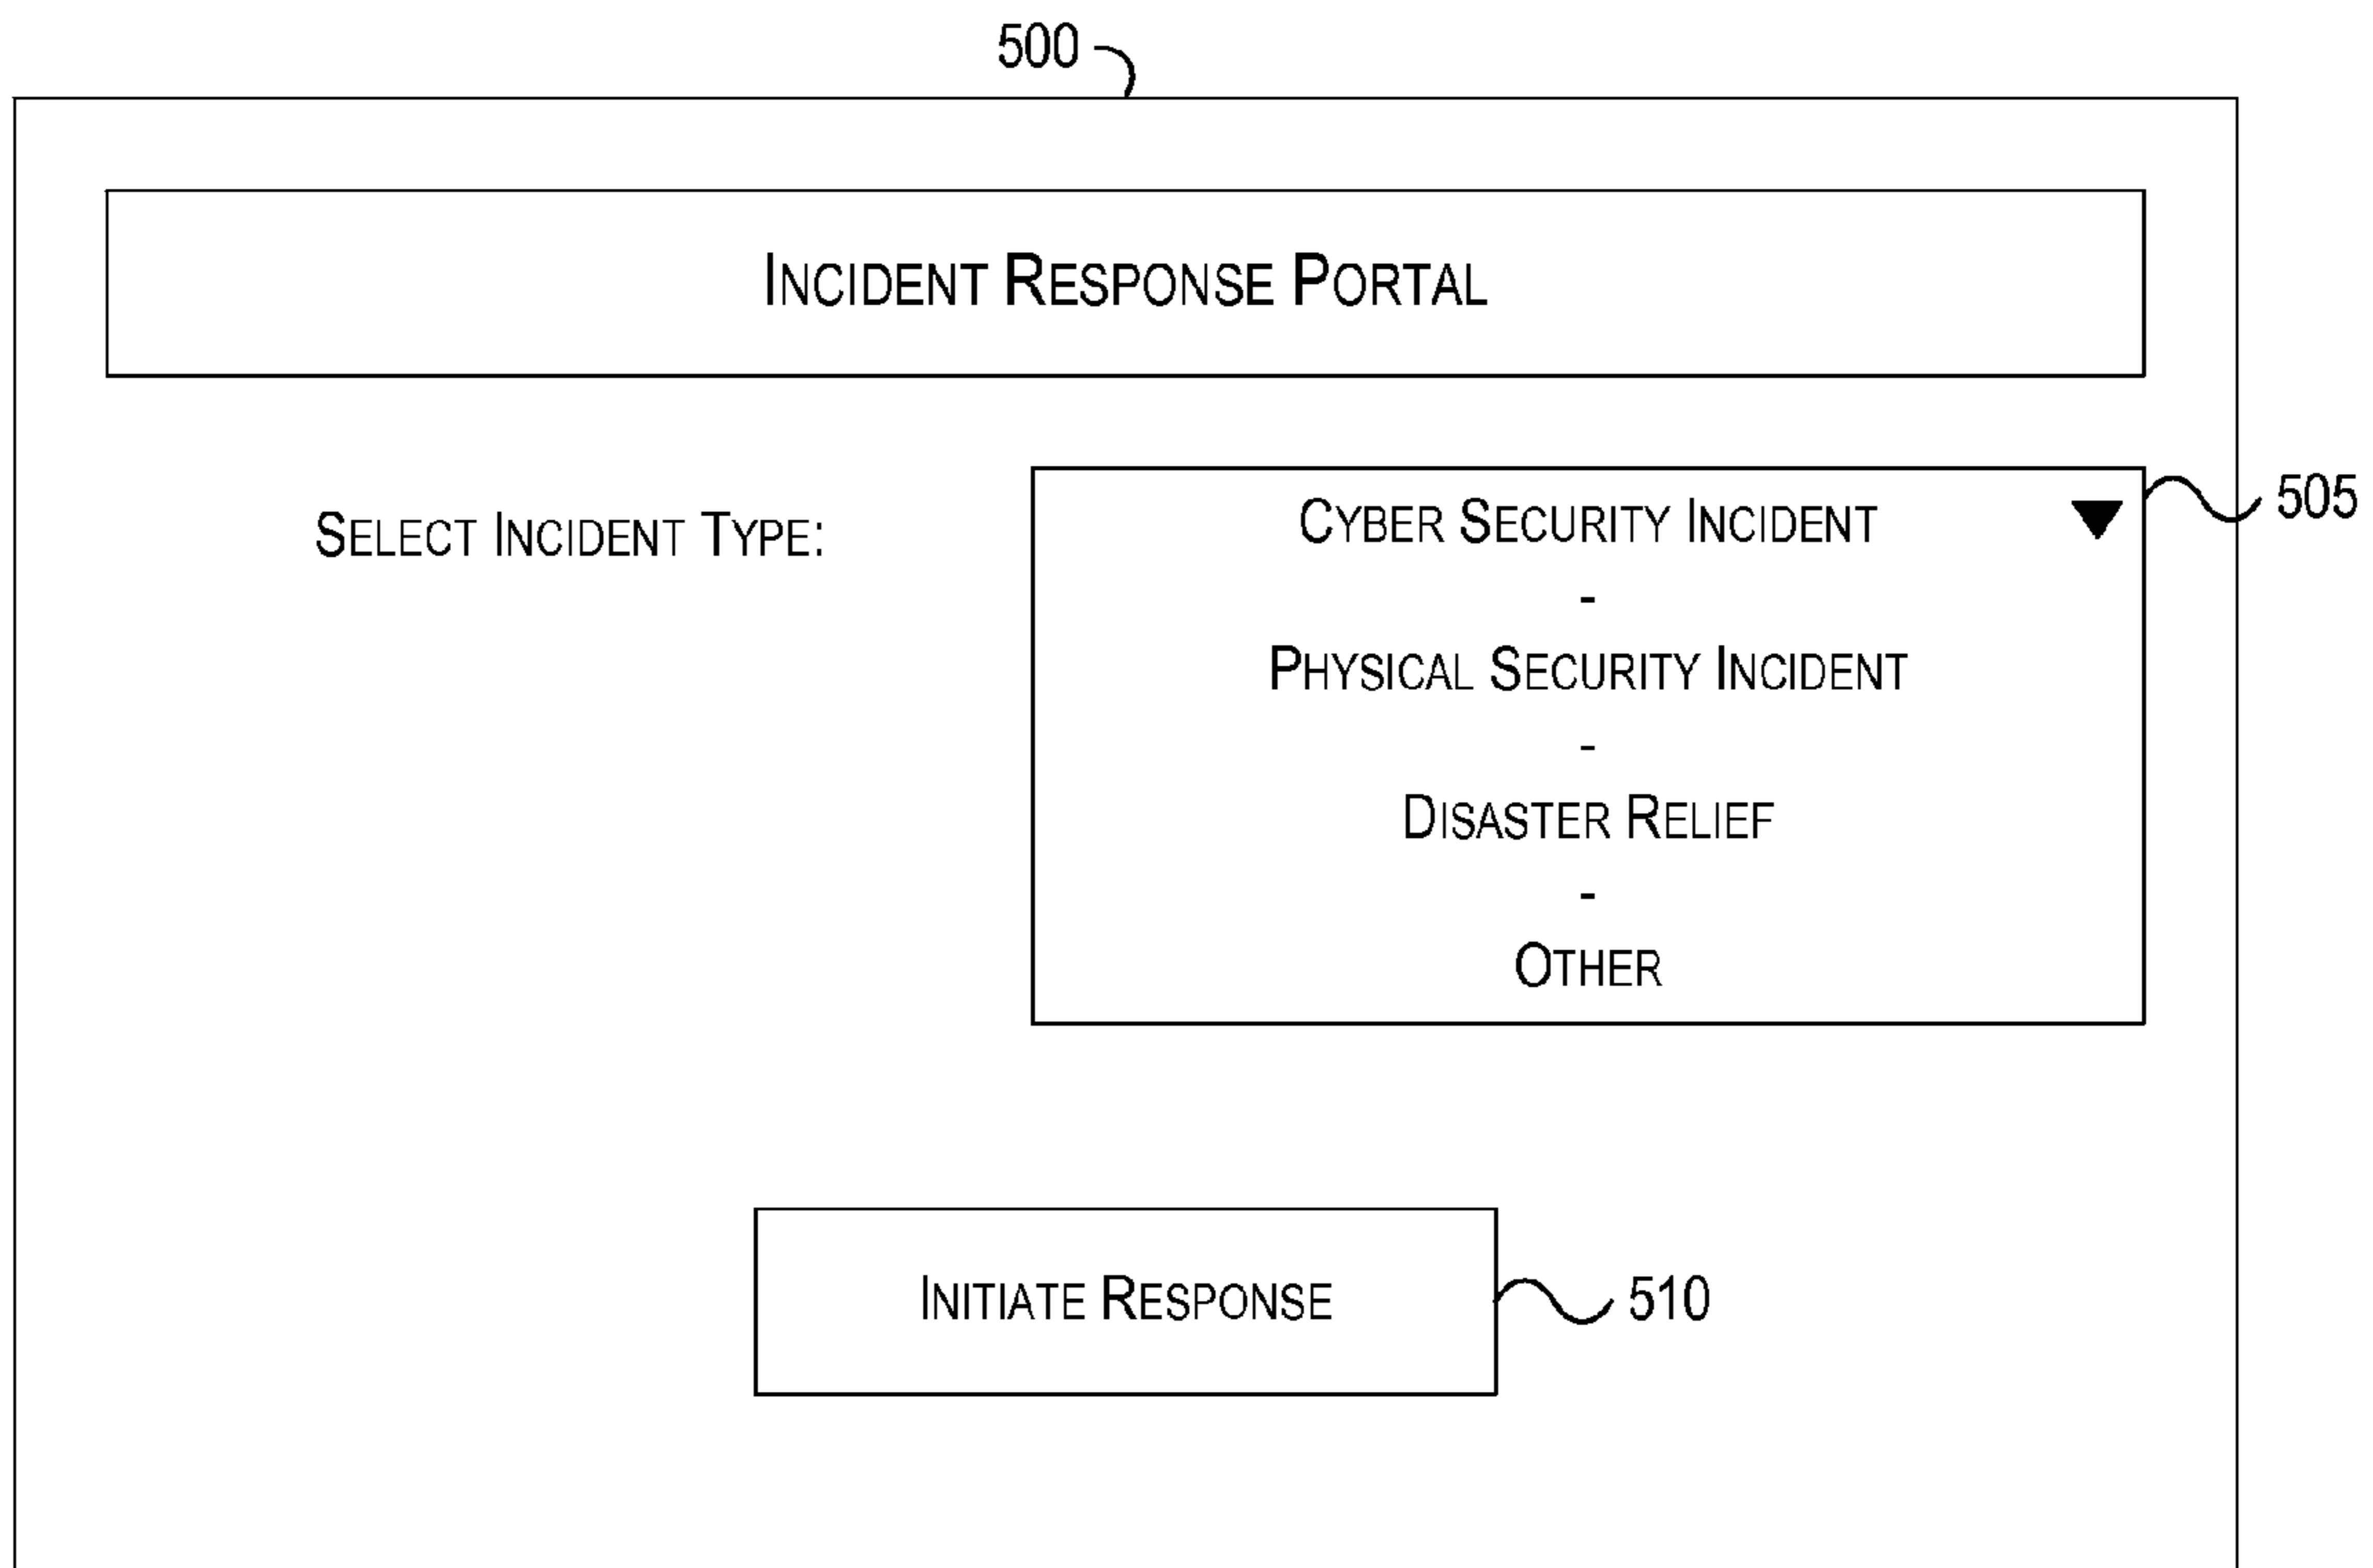 500
INCIDENT RESPONSE PORTAL
SELECT INCIDENT TYPE:
CYBER SECURITY INCIDENT
505
-
PHYSICAL SECURITY INCIDENT
-
DISASTER RELIEF
-
OTHER
INITIATE RESPONSE
510